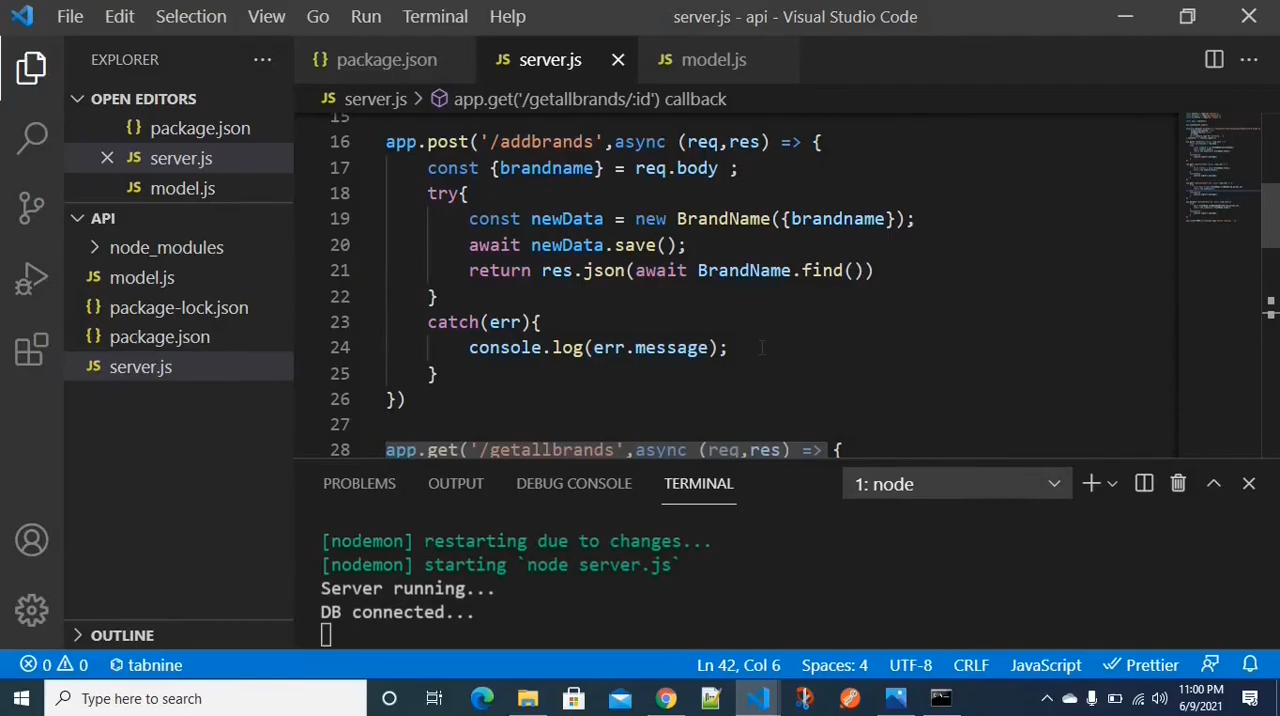 File Edit Selection View Go Run Terminal Help server.js - api - Visual Studio Code
EXPLORER
OPEN EDITORS
{} package.json
JS server.js
JS model.js
API
node_modules
JS model.js
{} package-lock.json
{} package.json
JS server.js
OUTLINE
{} package.json JS server.js JS model.js
JS server.js > app.get('/getallbrands/:id') callback
15
16 app.post('/addbrands',async (req,res) => {
17 const {brandname} = req.body ;
18 try{
19 const newData = new BrandName({brandname});
20 await newData.save();
21 return res.json(await BrandName.find())
22 }
23 catch(err){
24 console.log(err.message);
25 }
26 })
27
28 app.get('/getallbrands',async (req,res) => {
PROBLEMS OUTPUT DEBUG CONSOLE TERMINAL 1: node
[nodemon] restarting due to changes...
[nodemon] starting `node server.js`
Server running...
DB connected...
0 0 tabnine Ln 42, Col 6 Spaces: 4 UTF-8 CRLF JavaScript Prettier
Type here to search
11:00 PM
6/9/2021